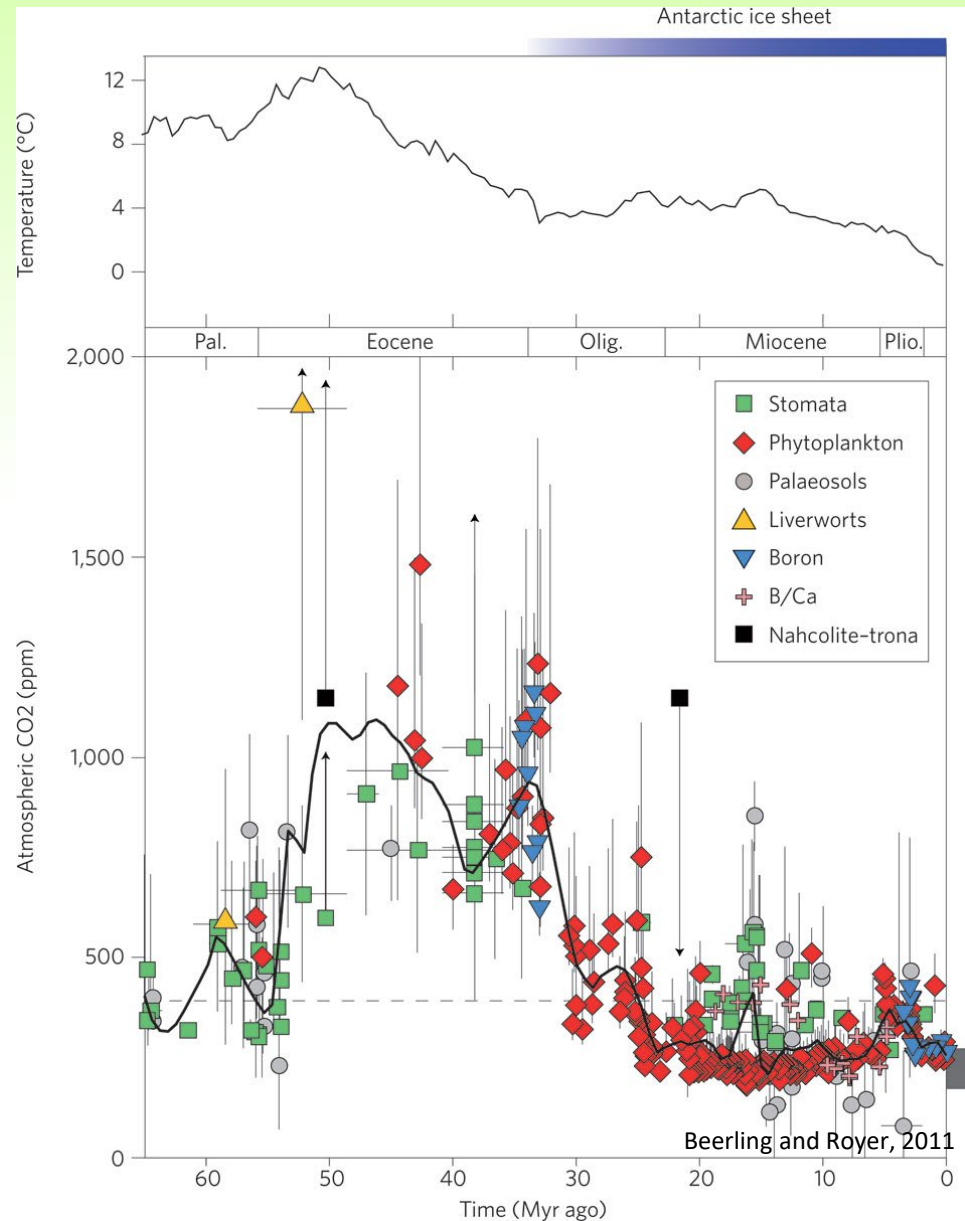 Antarctic ice sheet
12
8
4
0
Temperature (°C)
Pal. Eocene Olig. Miocene Plio.
2,000
1,500
1,000
500
0
Atmospheric CO2 (ppm)
Stomata
Phytoplankton
Palaeosols
Liverworts
Boron
B/Ca
Nahcolite–trona
Beerling and Royer, 2011
60 50 40 30 20 10 0
Time (Myr ago)